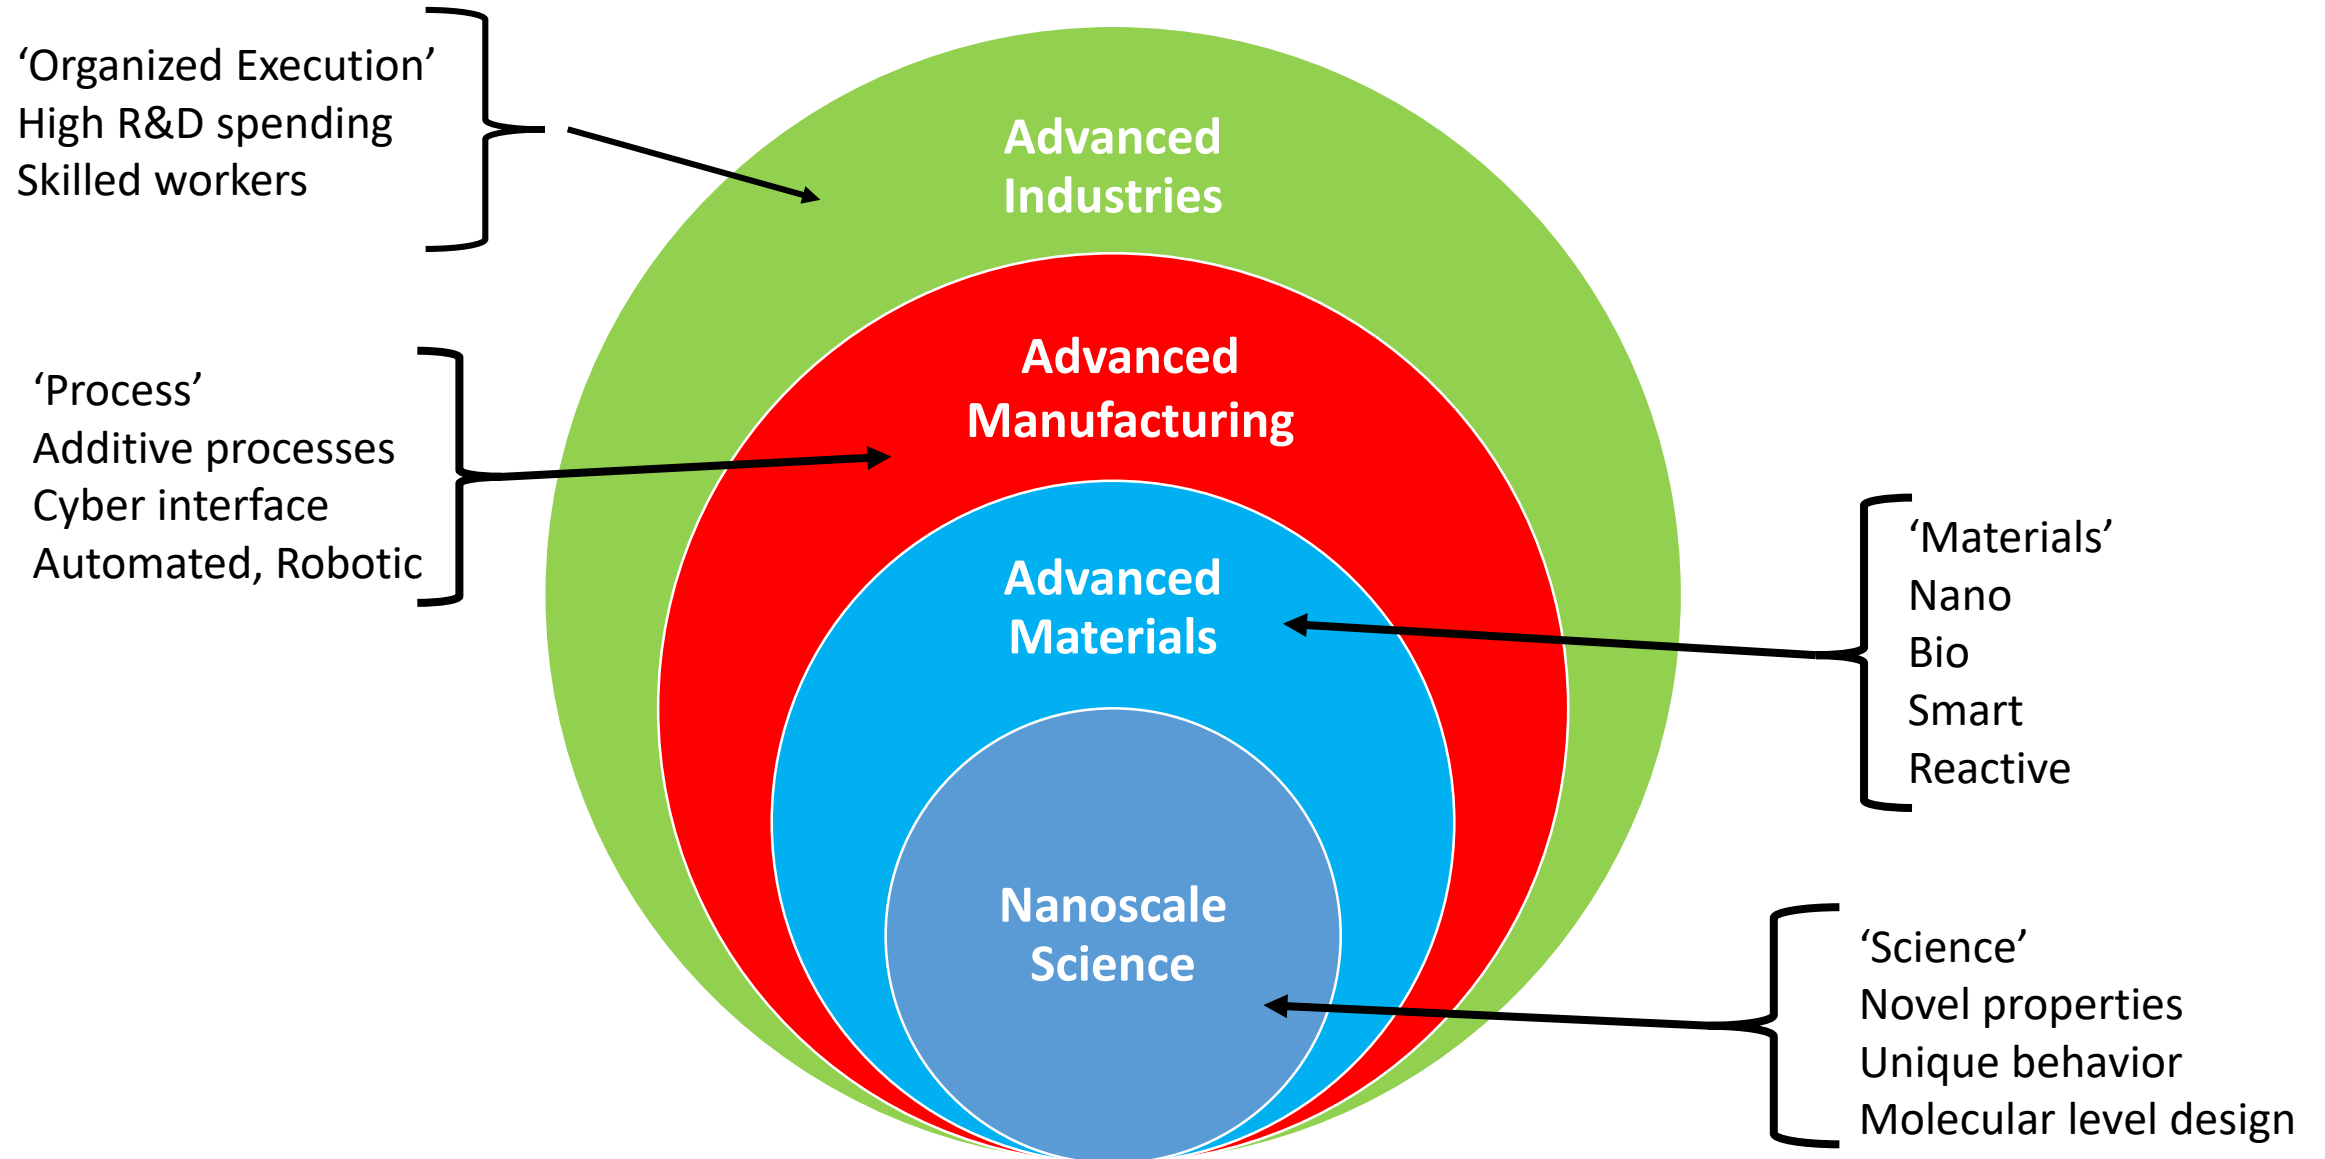 ‘Organized Execution’
High R&D spending
Skilled workers
Advanced
Industries
‘Process’
Additive processes
Cyber interface
Automated, Robotic
Advanced
Manufacturing
Advanced
Materials
‘Materials’
Nano
Bio
Smart
Reactive
Nanoscale
Science
‘Science’
Novel properties
Unique behavior
Molecular level design